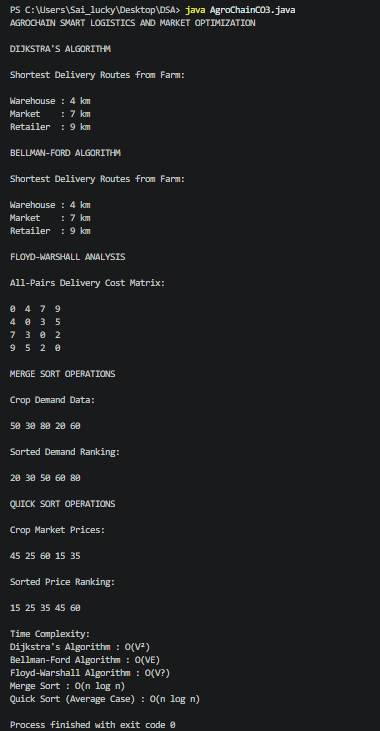 PS C:\Users\Sai_lucky\Desktop\DSA> java AgroChainCO3.java
AGROCHAIN SMART LOGISTICS AND MARKET OPTIMIZATION
DIJKSTRA'S ALGORITHM
Shortest Delivery Routes from Farm:
Warehouse : 4 km
Market    : 7 km
Retailer  : 9 km
BELLMAN-FORD ALGORITHM
Shortest Delivery Routes from Farm:
Warehouse : 4 km
Market    : 7 km
Retailer  : 9 km
FLOYD-WARSHALL ANALYSIS
All-Pairs Delivery Cost Matrix:
0  4  7  9
4  0  3  5
7  3  0  2
9  5  2  0
MERGE SORT OPERATIONS
Crop Demand Data:
50 30 80 20 60
Sorted Demand Ranking:
20 30 50 60 80
QUICK SORT OPERATIONS
Crop Market Prices:
45 25 60 15 35
Sorted Price Ranking:
15 25 35 45 60
Time Complexity:
Dijkstra's Algorithm : O(V²)
Bellman-Ford Algorithm : O(VE)
Floyd-Warshall Algorithm : O(V?)
Merge Sort : O(n log n)
Quick Sort (Average Case) : O(n log n)
Process finished with exit code 0